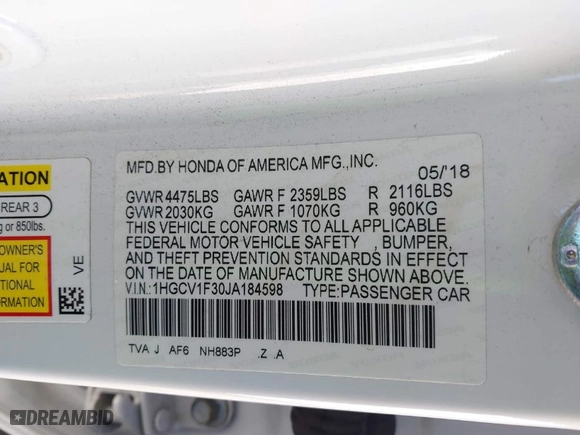 MFD.BY HONDA OF AMERICA MFG.,INC. 05/'18
GVWR 4475LBS GAWR F 2359LBS R 2116LBS
GVWR 2030KG GAWR F 1070KG R 960KG
THIS VEHICLE CONFORMS TO ALL APPLICABLE
FEDERAL MOTOR VEHICLE SAFETY , BUMPER,
AND THEFT PREVENTION STANDARDS IN EFFECT
ON THE DATE OF MANUFACTURE SHOWN ABOVE.
V.I.N.:1HGCV1F30JA184598 TYPE:PASSENGER CAR
TVA J AF6 NH883P .Z .A
ATION
REAR 3
g or 850lbs.
OWNER'S
UAL FOR
TIONAL
ATION
VE
DREAMBID